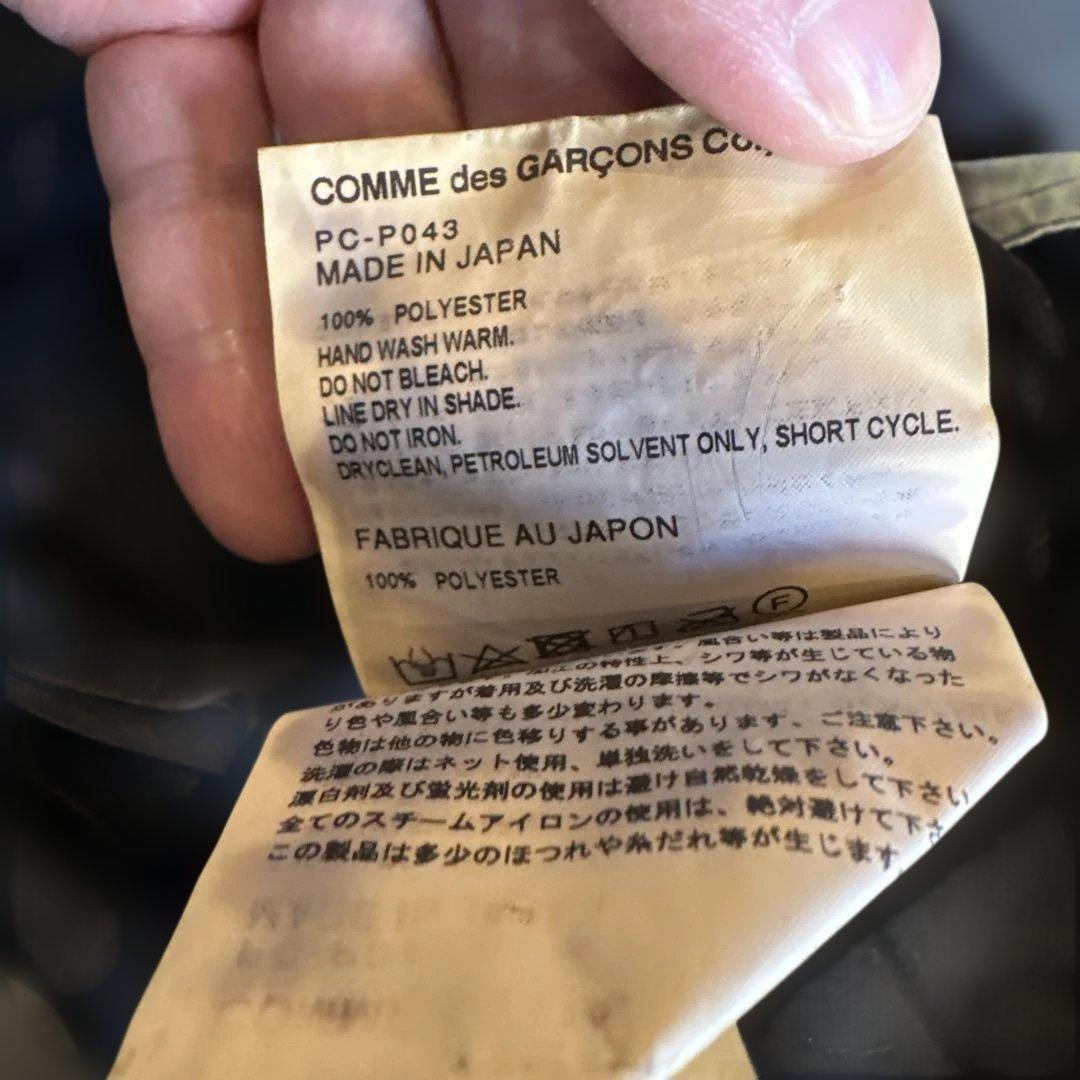 COMME des GARÇONS Co.,
PC-P043
MADE IN JAPAN
100% POLYESTER
HAND WASH WARM.
DO NOT BLEACH.
LINE DRY IN SHADE.
DO NOT IRON.
DRYCLEAN, PETROLEUM SOLVENT ONLY, SHORT CYCLE.
FABRIQUE AU JAPON
100% POLYESTER
F
風合い等は製品により
加工の特性上、シワ等が生じている物
がありますが着用及び洗濯の摩擦等でシワがなくなった
り色や風合い等も多少変わります。
色物は他の物に色移りする事があります、ご注意下さい。
洗濯の際はネット使用、単独洗いをして下さい。
漂白剤及び蛍光剤の使用は避け自然乾燥をして下さい
全てのスチームアイロンの使用は、絶対避けて下さ
この製品は多少のほつれや糸だれ等が生じます